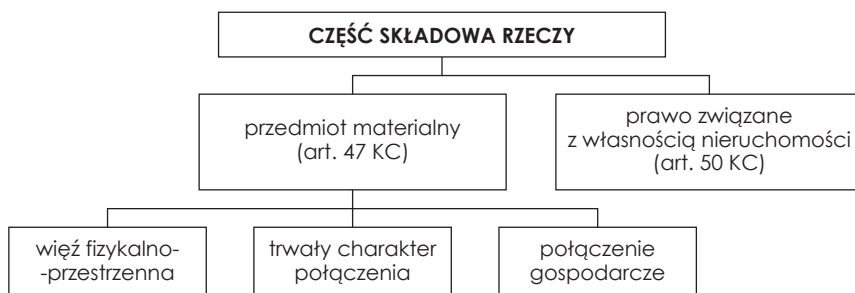 CZĘŚĆ SKŁADOWA RZECZY
przedmiot materialny
(art. 47 KC)
prawo związane
z własnością nieruchomości
(art. 50 KC)
więź fizykalno-
-przestrzenna
trwały charakter
połączenia
połączenie
gospodarcze